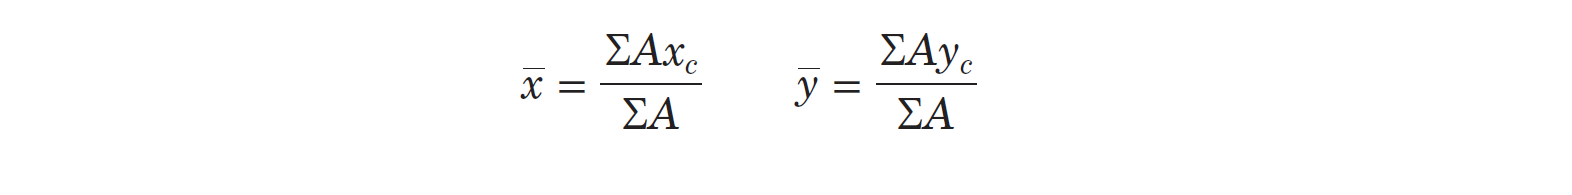 x̄ = ΣAx_c / ΣA    ȳ = ΣAy_c / ΣA